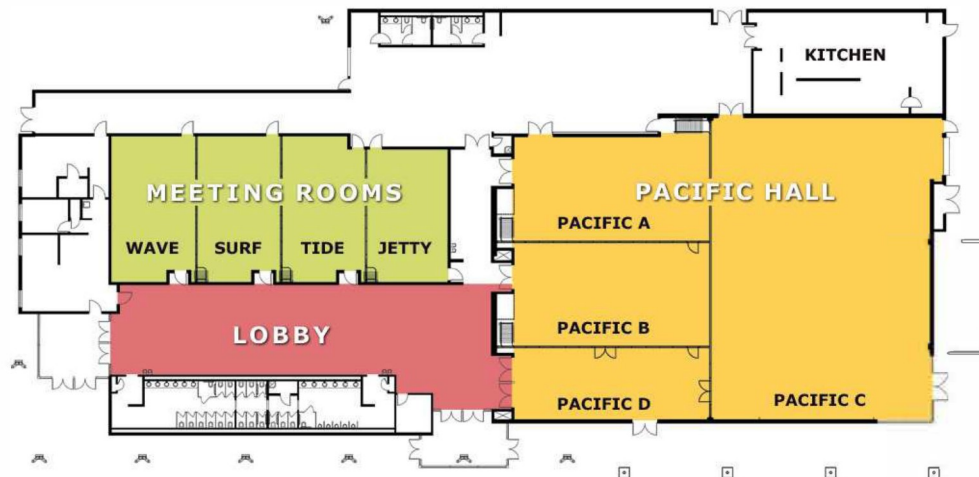 KITCHEN
MEETING ROOMS
PACIFIC HALL
PACIFIC A
WAVE SURF TIDE JETTY
LOBBY
PACIFIC B
PACIFIC D
PACIFIC C